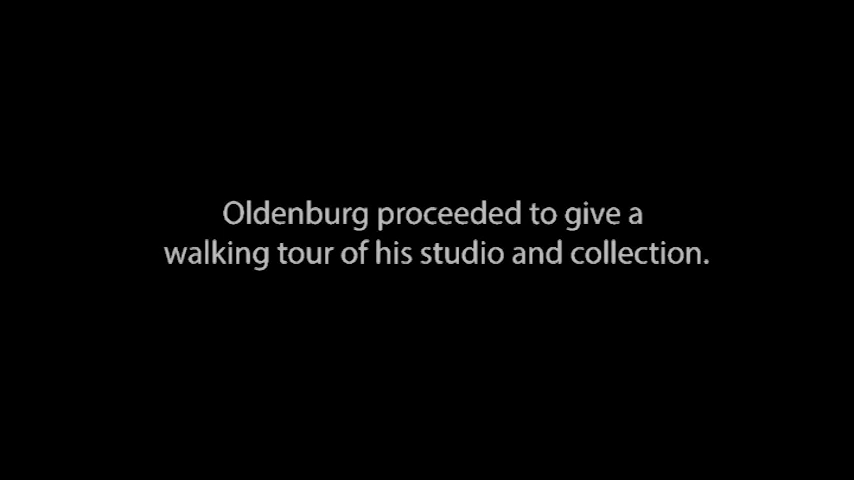 Oldenburg proceeded to give a
walking tour of his studio and collection.